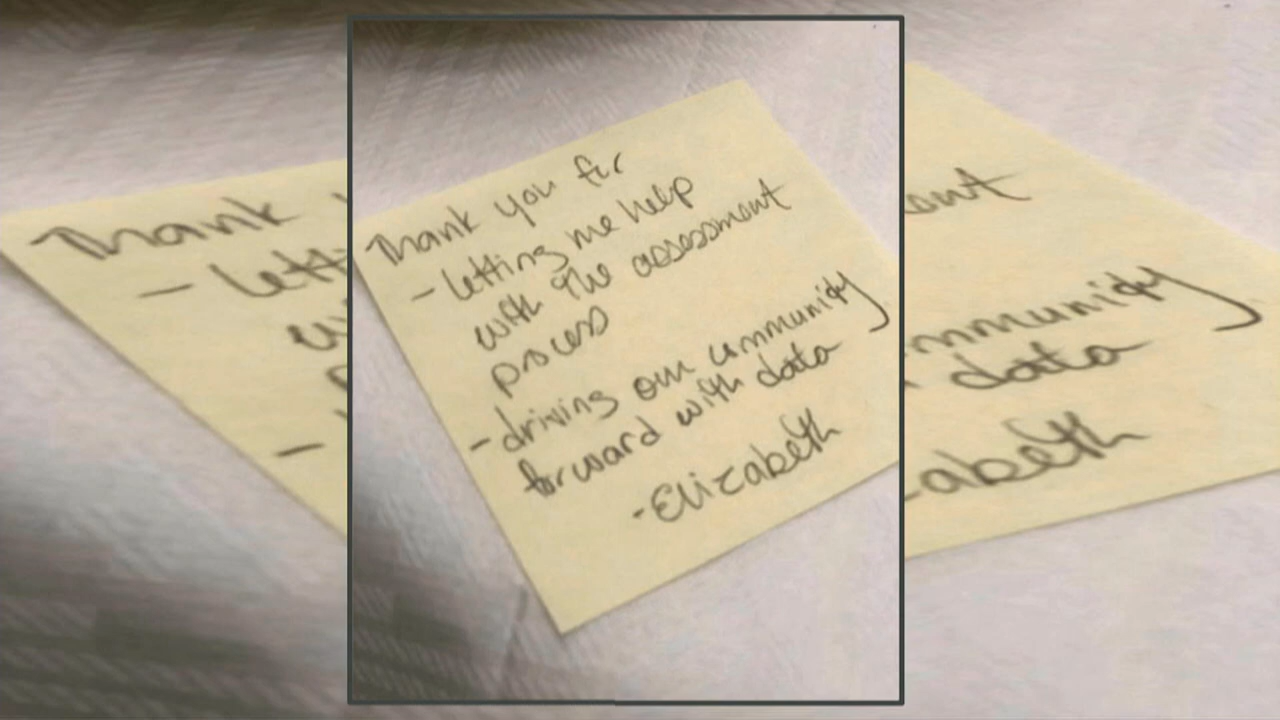 Thank you for
- letting me help
with the assessment
process
- driving our community
forward with data
- Elizabeth